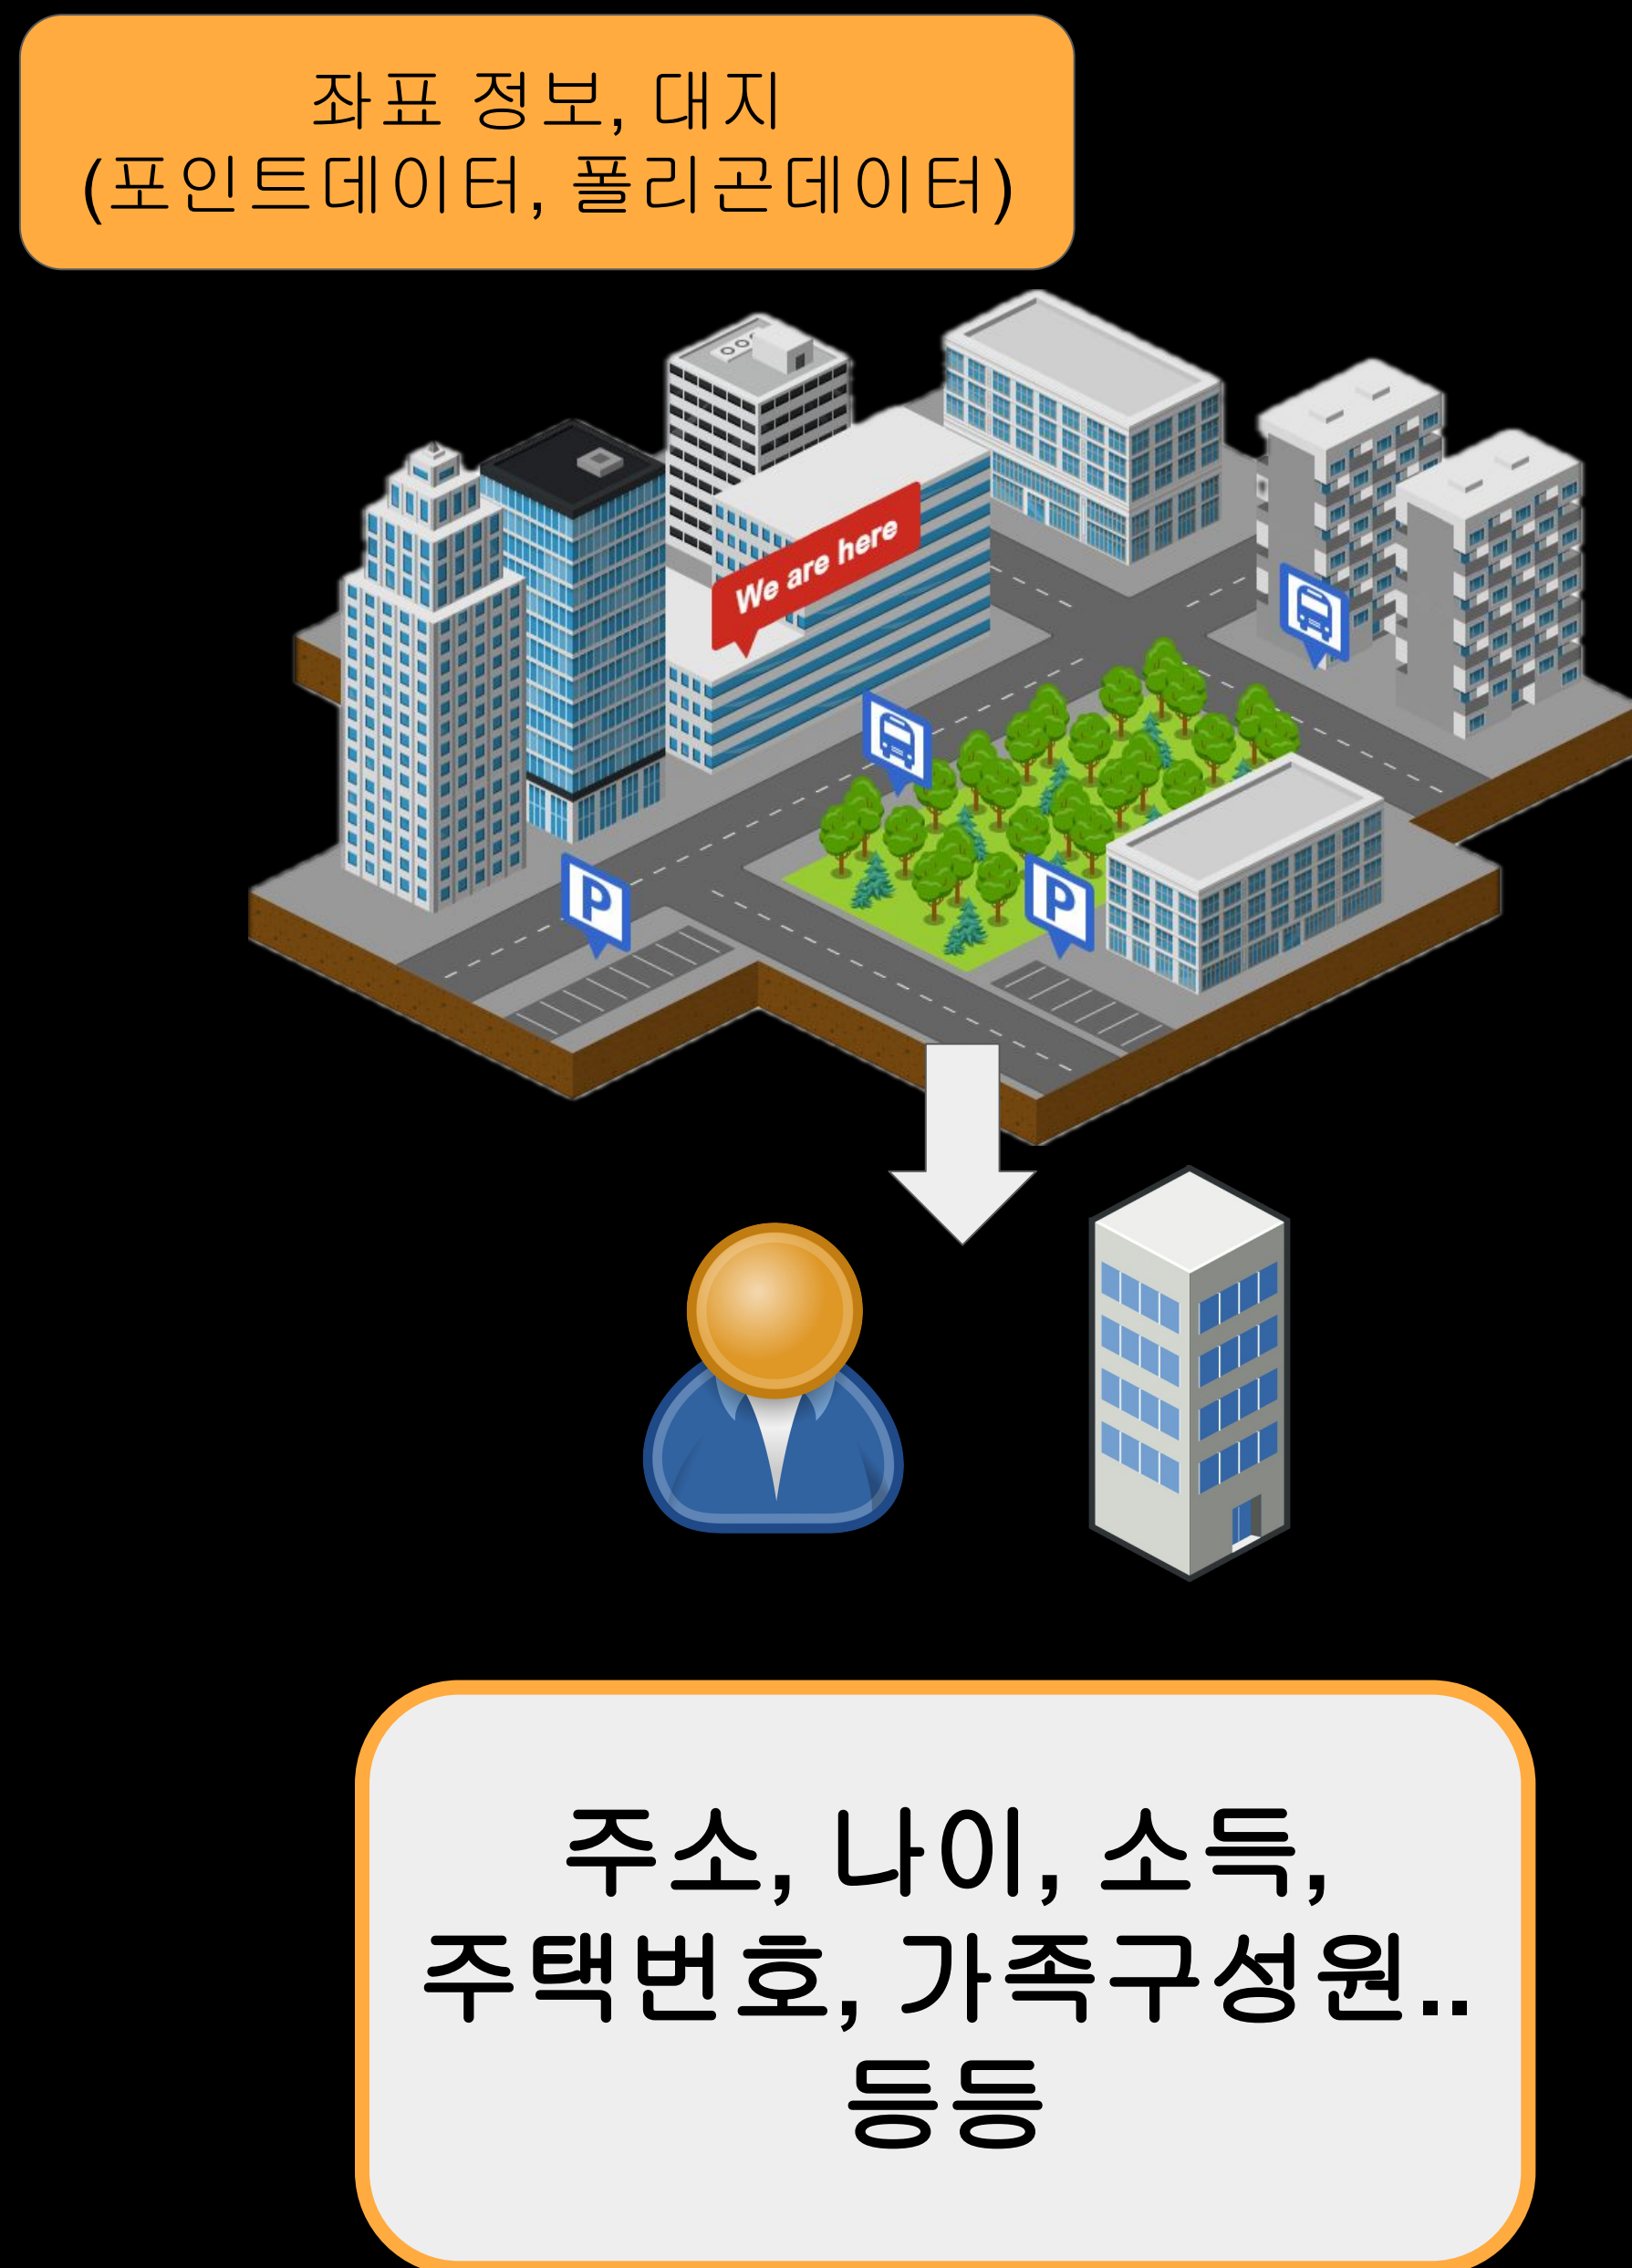 좌표 정보, 대지
(포인트데이터, 폴리곤데이터)
We are here
P
P
주소, 나이, 소득,
주택번호, 가족구성원..
등등